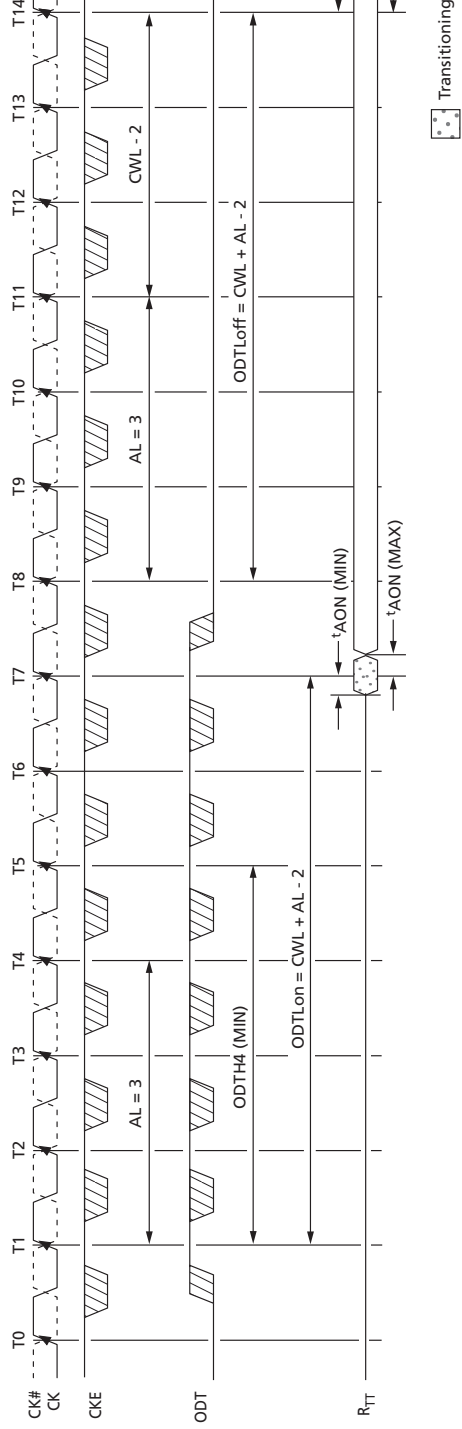 T0 T1 T2 T3 T4 T5 T6 T7 T8 T9 T10 T11 T12 T13 T14
CK#
CK
CKE
AL = 3 AL = 3 CWL - 2
ODT
ODTH4 (MIN) ODTLoff = CWL + AL - 2
ODTLon = CWL + AL - 2
tAON (MIN)
RTT
tAON (MAX)
Transitioning